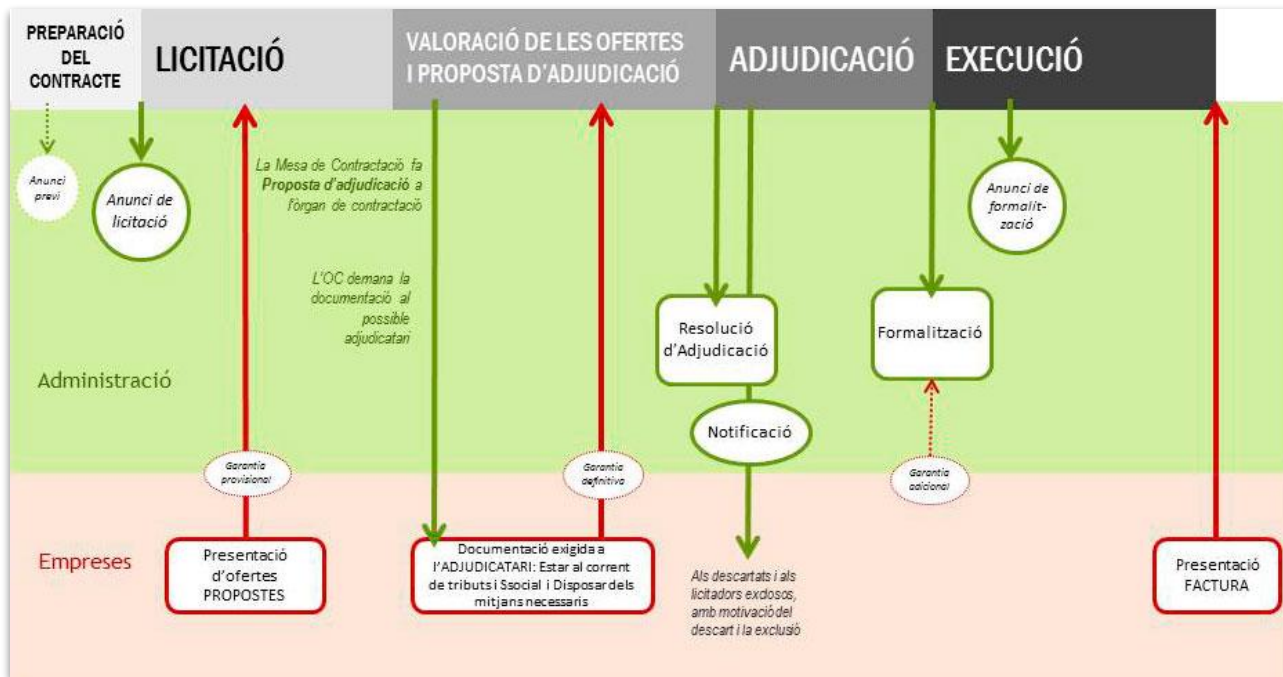 PREPARACIÓ
DEL
CONTRACTE
LICITACIÓ
VALORACIÓ DE LES OFERTES
I PROPOSTA D'ADJUDICACIÓ
ADJUDICACIÓ
EXECUCIÓ
Anunci
previ
Anunci de
licitació
La Mesa de Contractació fa
Proposta d'adjudicació a
l'òrgan de contractació
L'OC demana la
documentació al
possible
adjudicatari
Anunci de
formalit-
zació
Resolució
d'Adjudicació
Formalització
Administració
Notificació
Garantia
provisional
Garantia
definitiva
Garantia
adicional
Empreses
Presentació
d'ofertes
PROPOSTES
Documentació exigida a
l'ADJUDICATARI: Estar al corrent
de tributs i Ssocial i Disposar dels
mitjans necessaris
Als descartats i als
licitadors exclosos,
amb motivació del
descart i la exclusió
Presentació
FACTURA